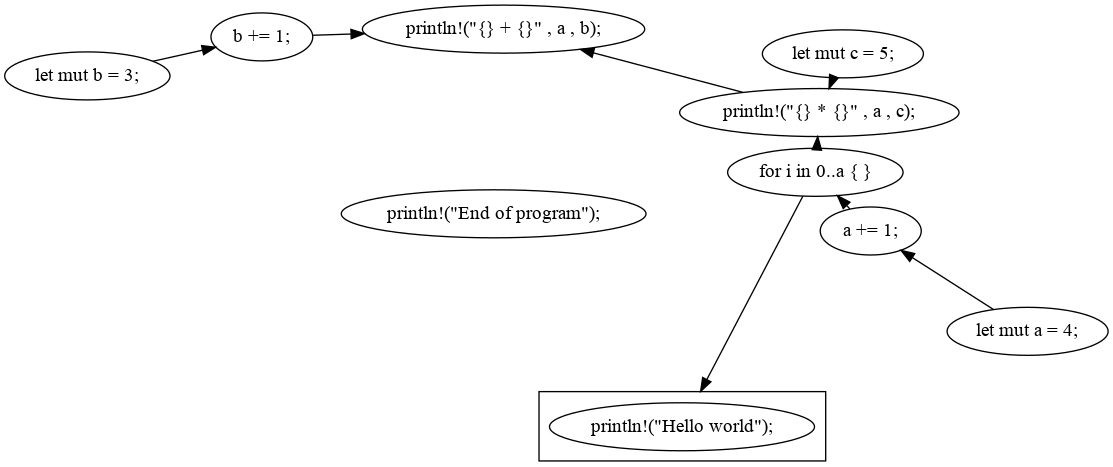 println!("{} + {}" , a , b);
b += 1;
let mut c = 5;
let mut b = 3;
println!("{} * {}" , a , c);
for i in 0..a { }
println!("End of program");
a += 1;
let mut a = 4;
println!("Hello world");